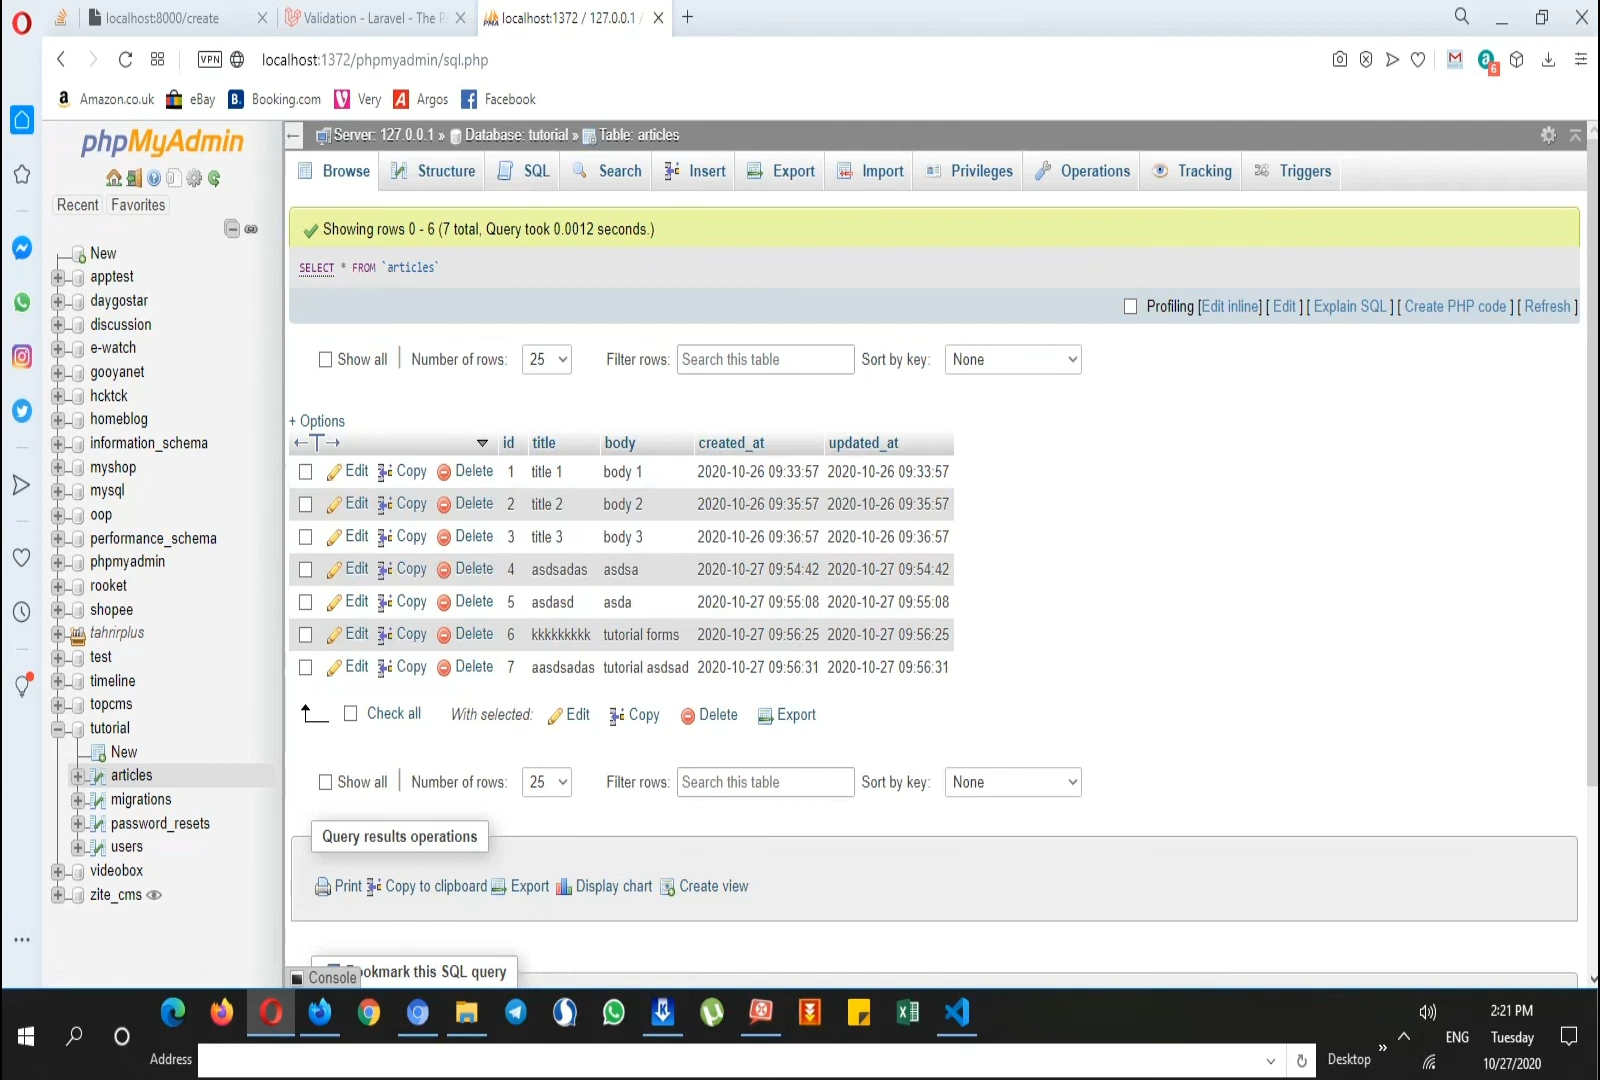 localhost:8000/create
Validation - Laravel - The P
localhost:1372 / 127.0.0.1 /
VPN
localhost:1372/phpmyadmin/sql.php
6
Amazon.co.uk
eBay
Booking.com
Very
Argos
Facebook
phpMyAdmin
Recent
Favorites
New
apptest
daygostar
discussion
e-watch
gooyanet
hcktck
homeblog
information_schema
myshop
mysql
oop
performance_schema
phpmyadmin
rooket
shopee
tahrirplus
test
timeline
topcms
tutorial
New
articles
migrations
password_resets
users
videobox
zite_cms
Server: 127.0.0.1 » Database: tutorial » Table: articles
Browse Structure SQL Search Insert Export Import Privileges Operations Tracking Triggers
Showing rows 0 - 6 (7 total, Query took 0.0012 seconds.)
SELECT * FROM `articles`
Profiling [Edit inline] [ Edit ] [ Explain SQL ] [ Create PHP code ] [ Refresh ]
Show all | Number of rows: 25 Filter rows: Search this table Sort by key: None
+ Options
id title body created_at updated_at
Edit Copy Delete 1 title 1 body 1 2020-10-26 09:33:57 2020-10-26 09:33:57
Edit Copy Delete 2 title 2 body 2 2020-10-26 09:35:57 2020-10-26 09:35:57
Edit Copy Delete 3 title 3 body 3 2020-10-26 09:36:57 2020-10-26 09:36:57
Edit Copy Delete 4 asdsadas asdsa 2020-10-27 09:54:42 2020-10-27 09:54:42
Edit Copy Delete 5 asdasd asda 2020-10-27 09:55:08 2020-10-27 09:55:08
Edit Copy Delete 6 kkkkkkkkk tutorial forms 2020-10-27 09:56:25 2020-10-27 09:56:25
Edit Copy Delete 7 aasdsadas tutorial asdsad 2020-10-27 09:56:31 2020-10-27 09:56:31
Check all With selected: Edit Copy Delete Export
Show all | Number of rows: 25 Filter rows: Search this table Sort by key: None
Query results operations
Print Copy to clipboard Export Display chart Create view
ookmark this SQL query
Console
Address
Desktop
ENG
2:21 PM
Tuesday
10/27/2020